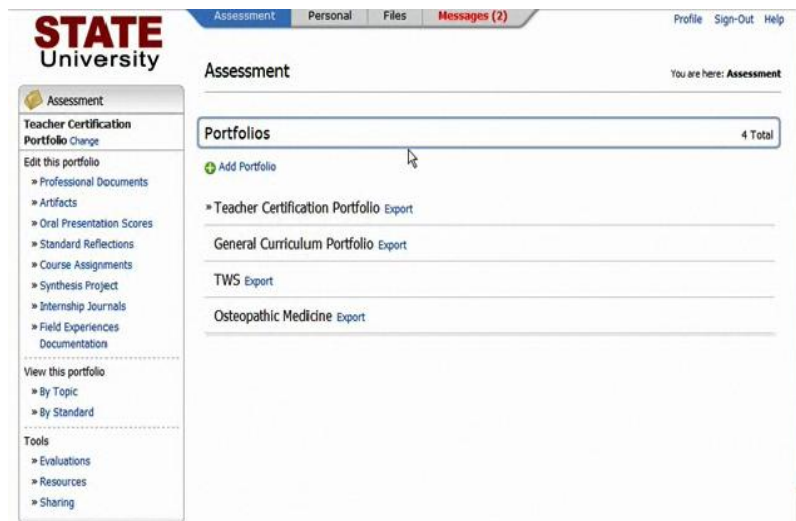 STATE
University
Assessment Personal Files Messages (2)
Profile Sign-Out Help
Assessment
You are here: Assessment
Assessment
Teacher Certification
Portfolio Change
Edit this portfolio
» Professional Documents
» Artifacts
» Oral Presentation Scores
» Standard Reflections
» Course Assignments
» Synthesis Project
» Internship Journals
» Field Experiences
Documentation
View this portfolio
» By Topic
» By Standard
Tools
» Evaluations
» Resources
» Sharing
Portfolios 4 Total
Add Portfolio
» Teacher Certification Portfolio Export
General Curriculum Portfolio Export
TWS Export
Osteopathic Medicine Export